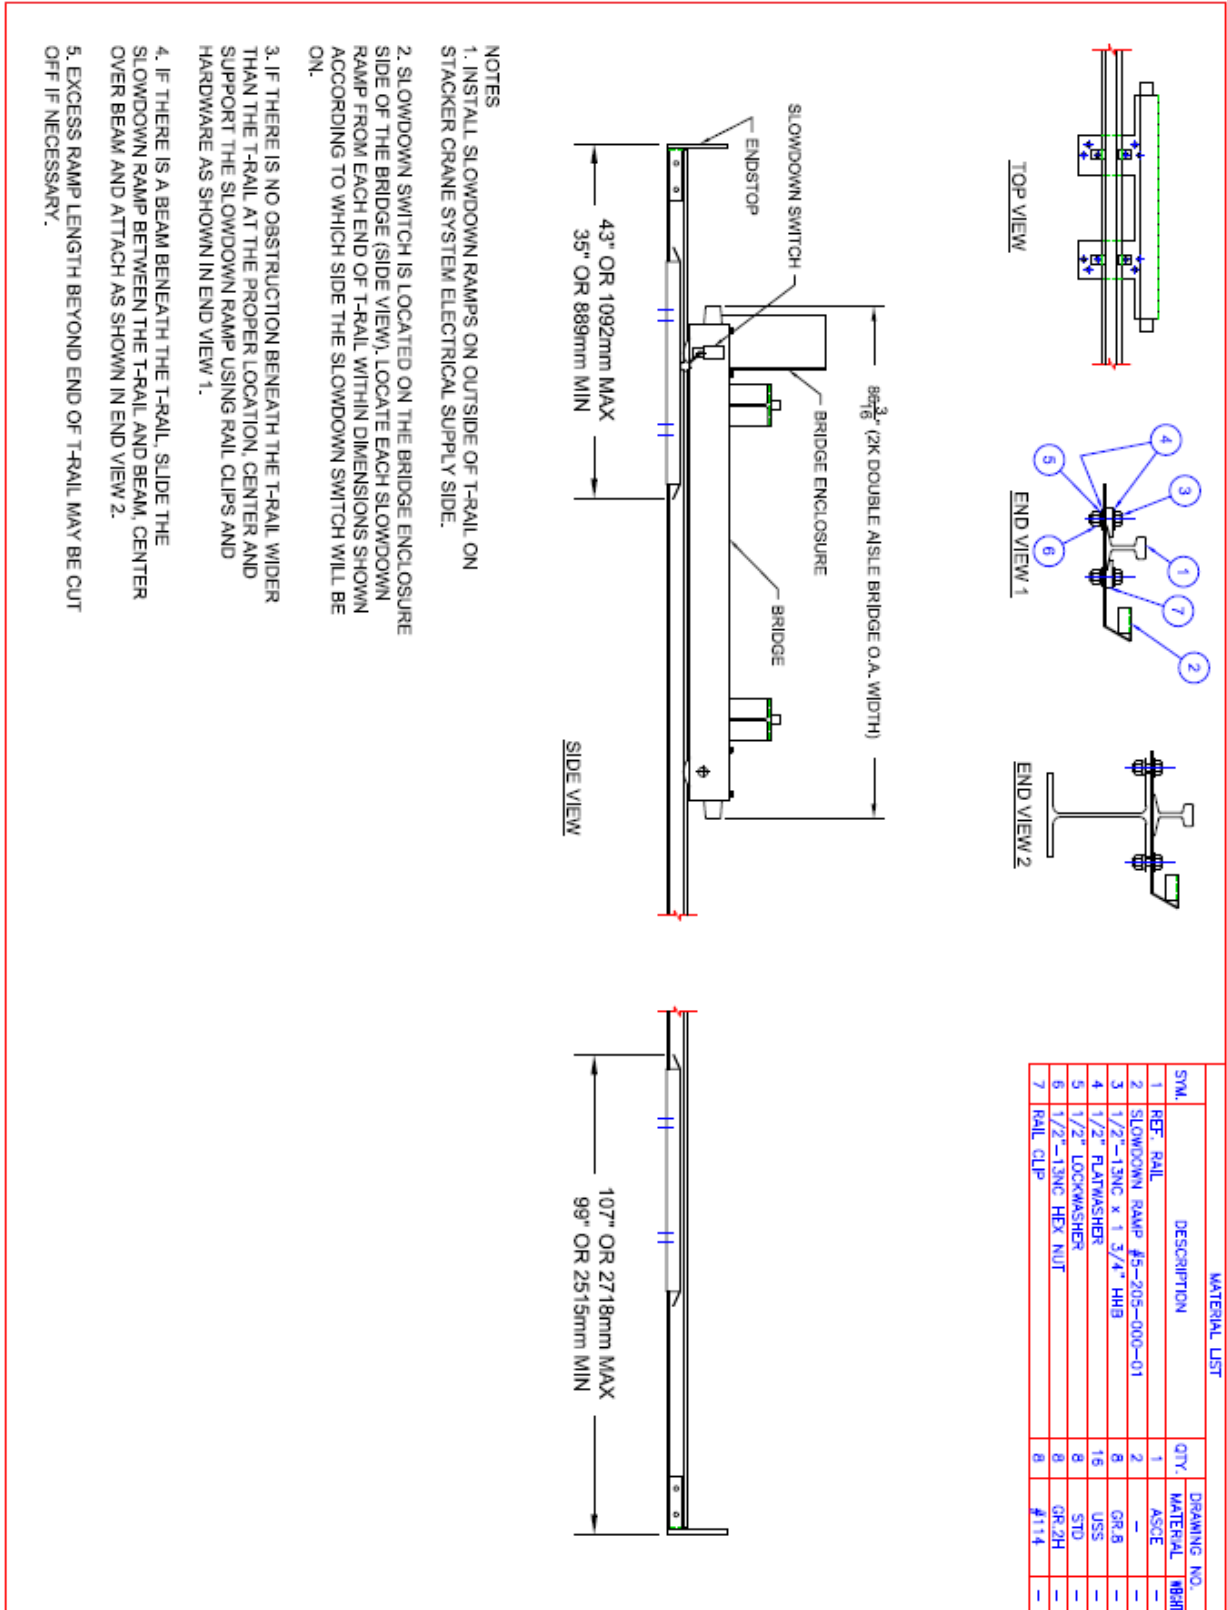 TOP VIEW
4
3
5
6
1
7
2
END VIEW 1
END VIEW 2
MATERIAL LIST
DRAWING NO.
SYM. DESCRIPTION QTY. MATERIAL
1 REF. RAIL 1 ASCE -
2 SLOWDOWN RAMP #5-205-000-01 2 - -
3 1/2"-13NC x 1 3/4" HHB 8 GR.8 -
4 1/2" FLATWASHER 16 USS -
5 1/2" LOCKWASHER 8 STD -
6 1/2"-13NC HEX NUT 8 GR.2H -
7 RAIL CLIP 8 #114 -
86 3/16" (2K DOUBLE AISLE BRIDGE O.A. WIDTH)
SLOWDOWN SWITCH
ENDSTOP
BRIDGE ENCLOSURE
BRIDGE
43" OR 1092mm MAX
35" OR 889mm MIN
SIDE VIEW
107" OR 2718mm MAX
99" OR 2515mm MIN
NOTES
1. INSTALL SLOWDOWN RAMPS ON OUTSIDE OF T-RAIL ON
STACKER CRANE SYSTEM ELECTRICAL SUPPLY SIDE.
2. SLOWDOWN SWITCH IS LOCATED ON THE BRIDGE ENCLOSURE
SIDE OF THE BRIDGE (SIDE VIEW). LOCATE EACH SLOWDOWN
RAMP FROM EACH END OF T-RAIL WITHIN DIMENSIONS SHOWN
ACCORDING TO WHICH SIDE THE SLOWDOWN SWITCH WILL BE
ON.
3. IF THERE IS NO OBSTRUCTION BENEATH THE T-RAIL WIDER
THAN THE T-RAIL AT THE PROPER LOCATION, CENTER AND
SUPPORT THE SLOWDOWN RAMP USING RAIL CLIPS AND
HARDWARE AS SHOWN IN END VIEW 1.
4. IF THERE IS A BEAM BENEATH THE T-RAIL, SLIDE THE
SLOWDOWN RAMP BETWEEN THE T-RAIL AND BEAM, CENTER
OVER BEAM AND ATTACH AS SHOWN IN END VIEW 2.
5. EXCESS RAMP LENGTH BEYOND END OF T-RAIL MAY BE CUT
OFF IF NECESSARY.